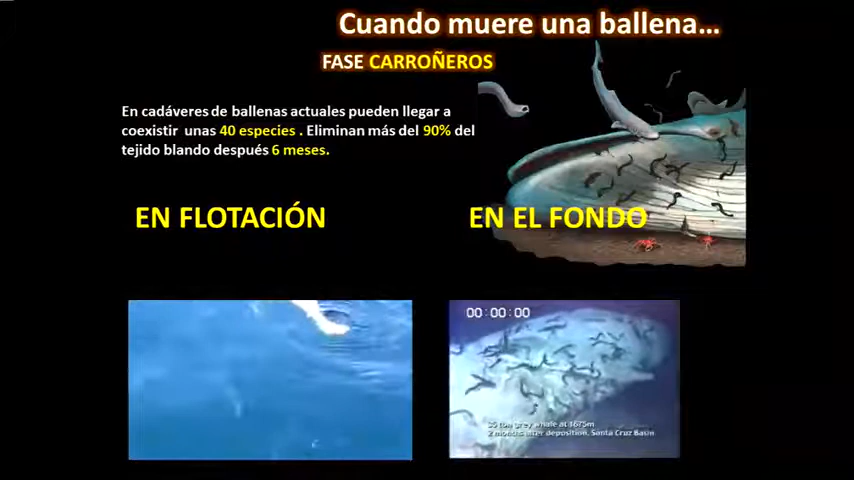 Cuando muere una ballena...
FASE CARROÑEROS
En cadáveres de ballenas actuales pueden llegar a
coexistir unas 40 especies . Eliminan más del 90% del
tejido blando después 6 meses.
EN FLOTACIÓN
EN EL FONDO
00:00:00
35 ton grey whale at 1675m
2 months after deposition, Santa Cruz Basin